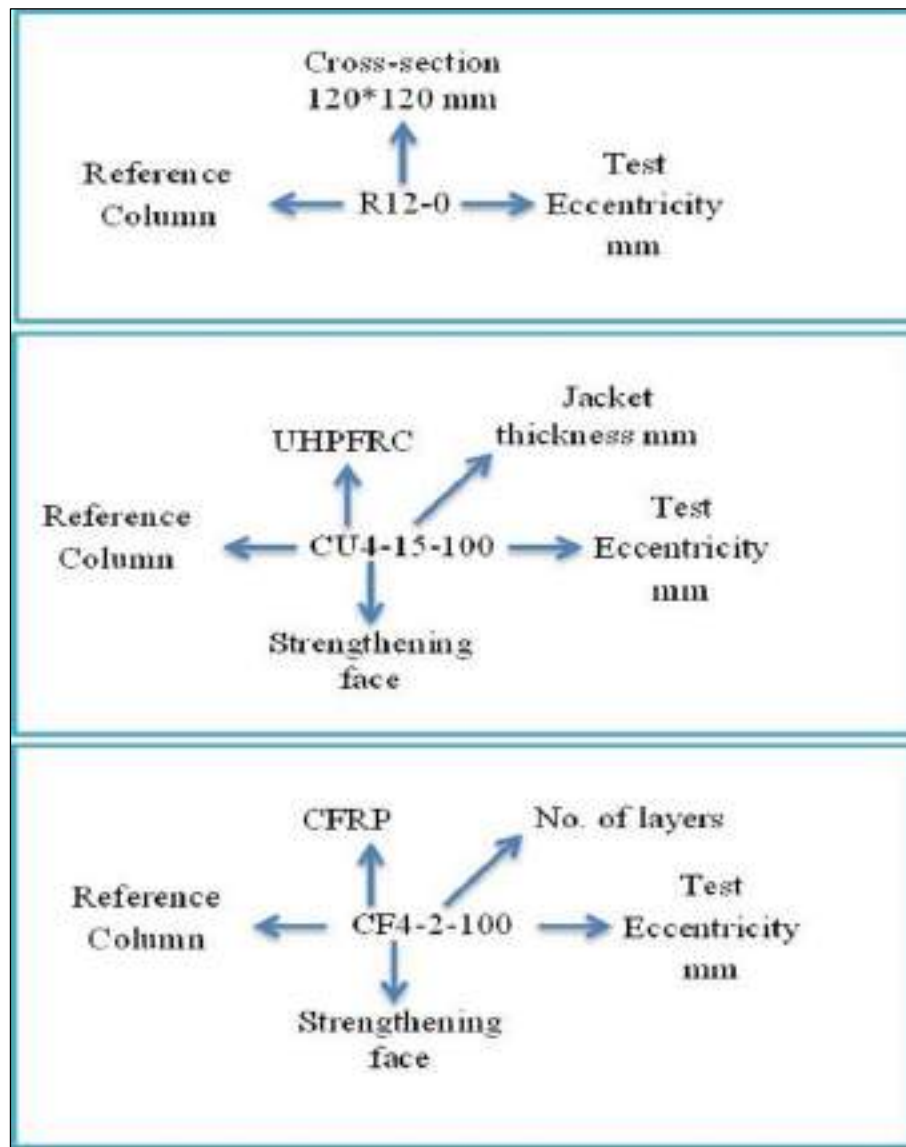 Cross-section
120*120 mm
Reference
Column
R12-0
Test
Eccentricity
mm
Jacket
thickness mm
UHPFRC
Reference
Column
CU4-15-100
Test
Eccentricity
mm
Strengthening
face
CFRP
No. of layers
Reference
Column
CF4-2-100
Test
Eccentricity
mm
Strengthening
face